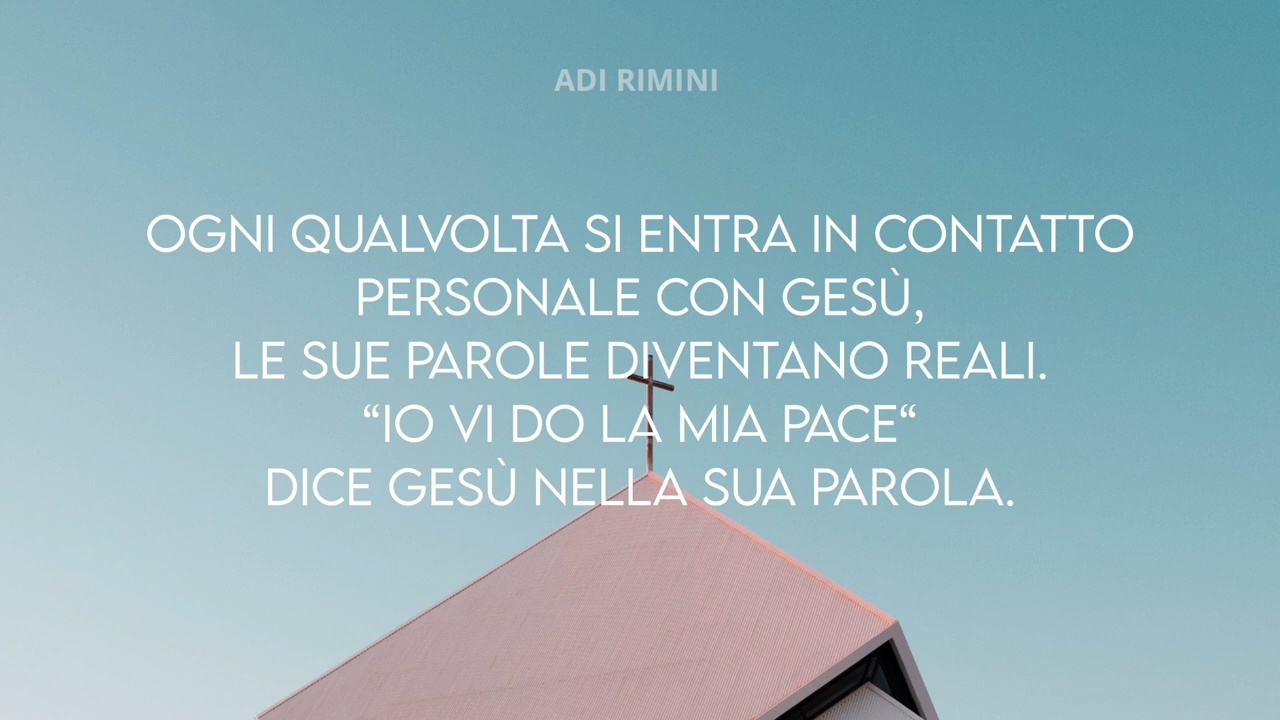 ADI RIMINI
OGNI QUALVOLTA SI ENTRA IN CONTATTO
PERSONALE CON GESÙ,
LE SUE PAROLE DIVENTANO REALI.
“IO VI DO LA MIA PACE“
DICE GESÙ NELLA SUA PAROLA.